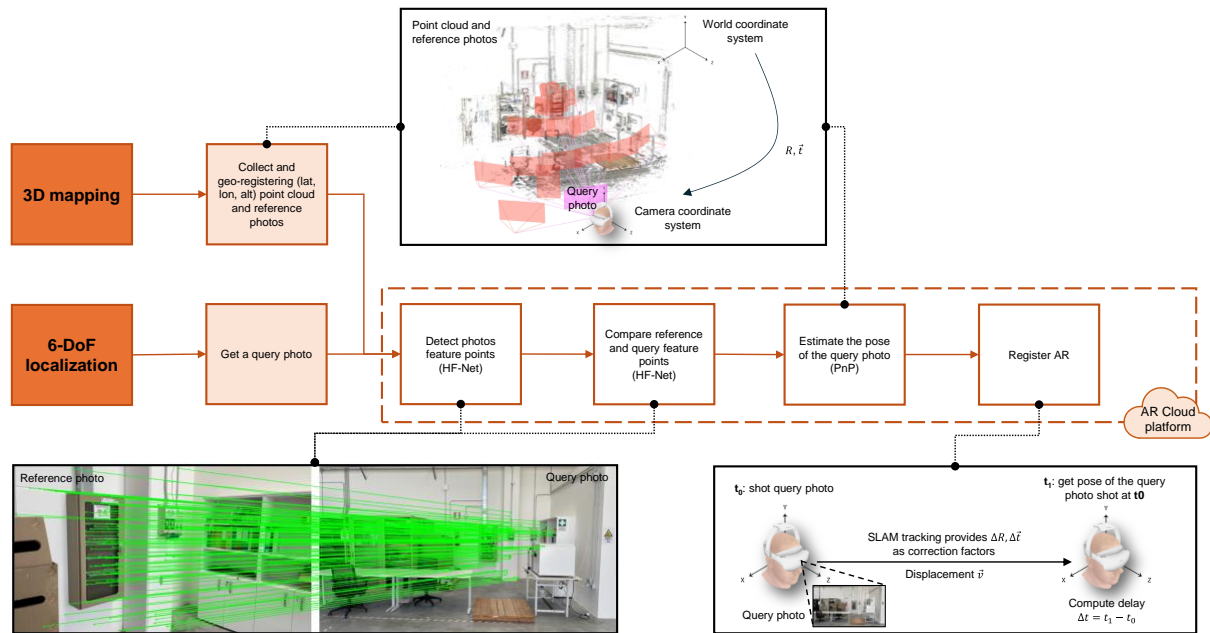 Point cloud and
reference photos
World coordinate
system
Y
X
Z
R, t⃗
Query
photo
Camera coordinate
system
X
Z
3D mapping
Collect and
geo-registering (lat,
lon, alt) point cloud
and reference
photos
6-DoF
localization
Get a query photo
Detect photos
feature points
(HF-Net)
Compare reference
and query feature
points
(HF-Net)
Estimate the pose
of the query photo
(PnP)
Register AR
AR Cloud
platform
Reference photo
Query photo
t₀: shot query photo
t₁: get pose of the query
photo shot at t0
Y
X
Z
SLAM tracking provides ΔR, Δt⃗
as correction factors
Displacement v⃗
Y
X
Z
Query photo
Compute delay
Δt = t₁ − t₀